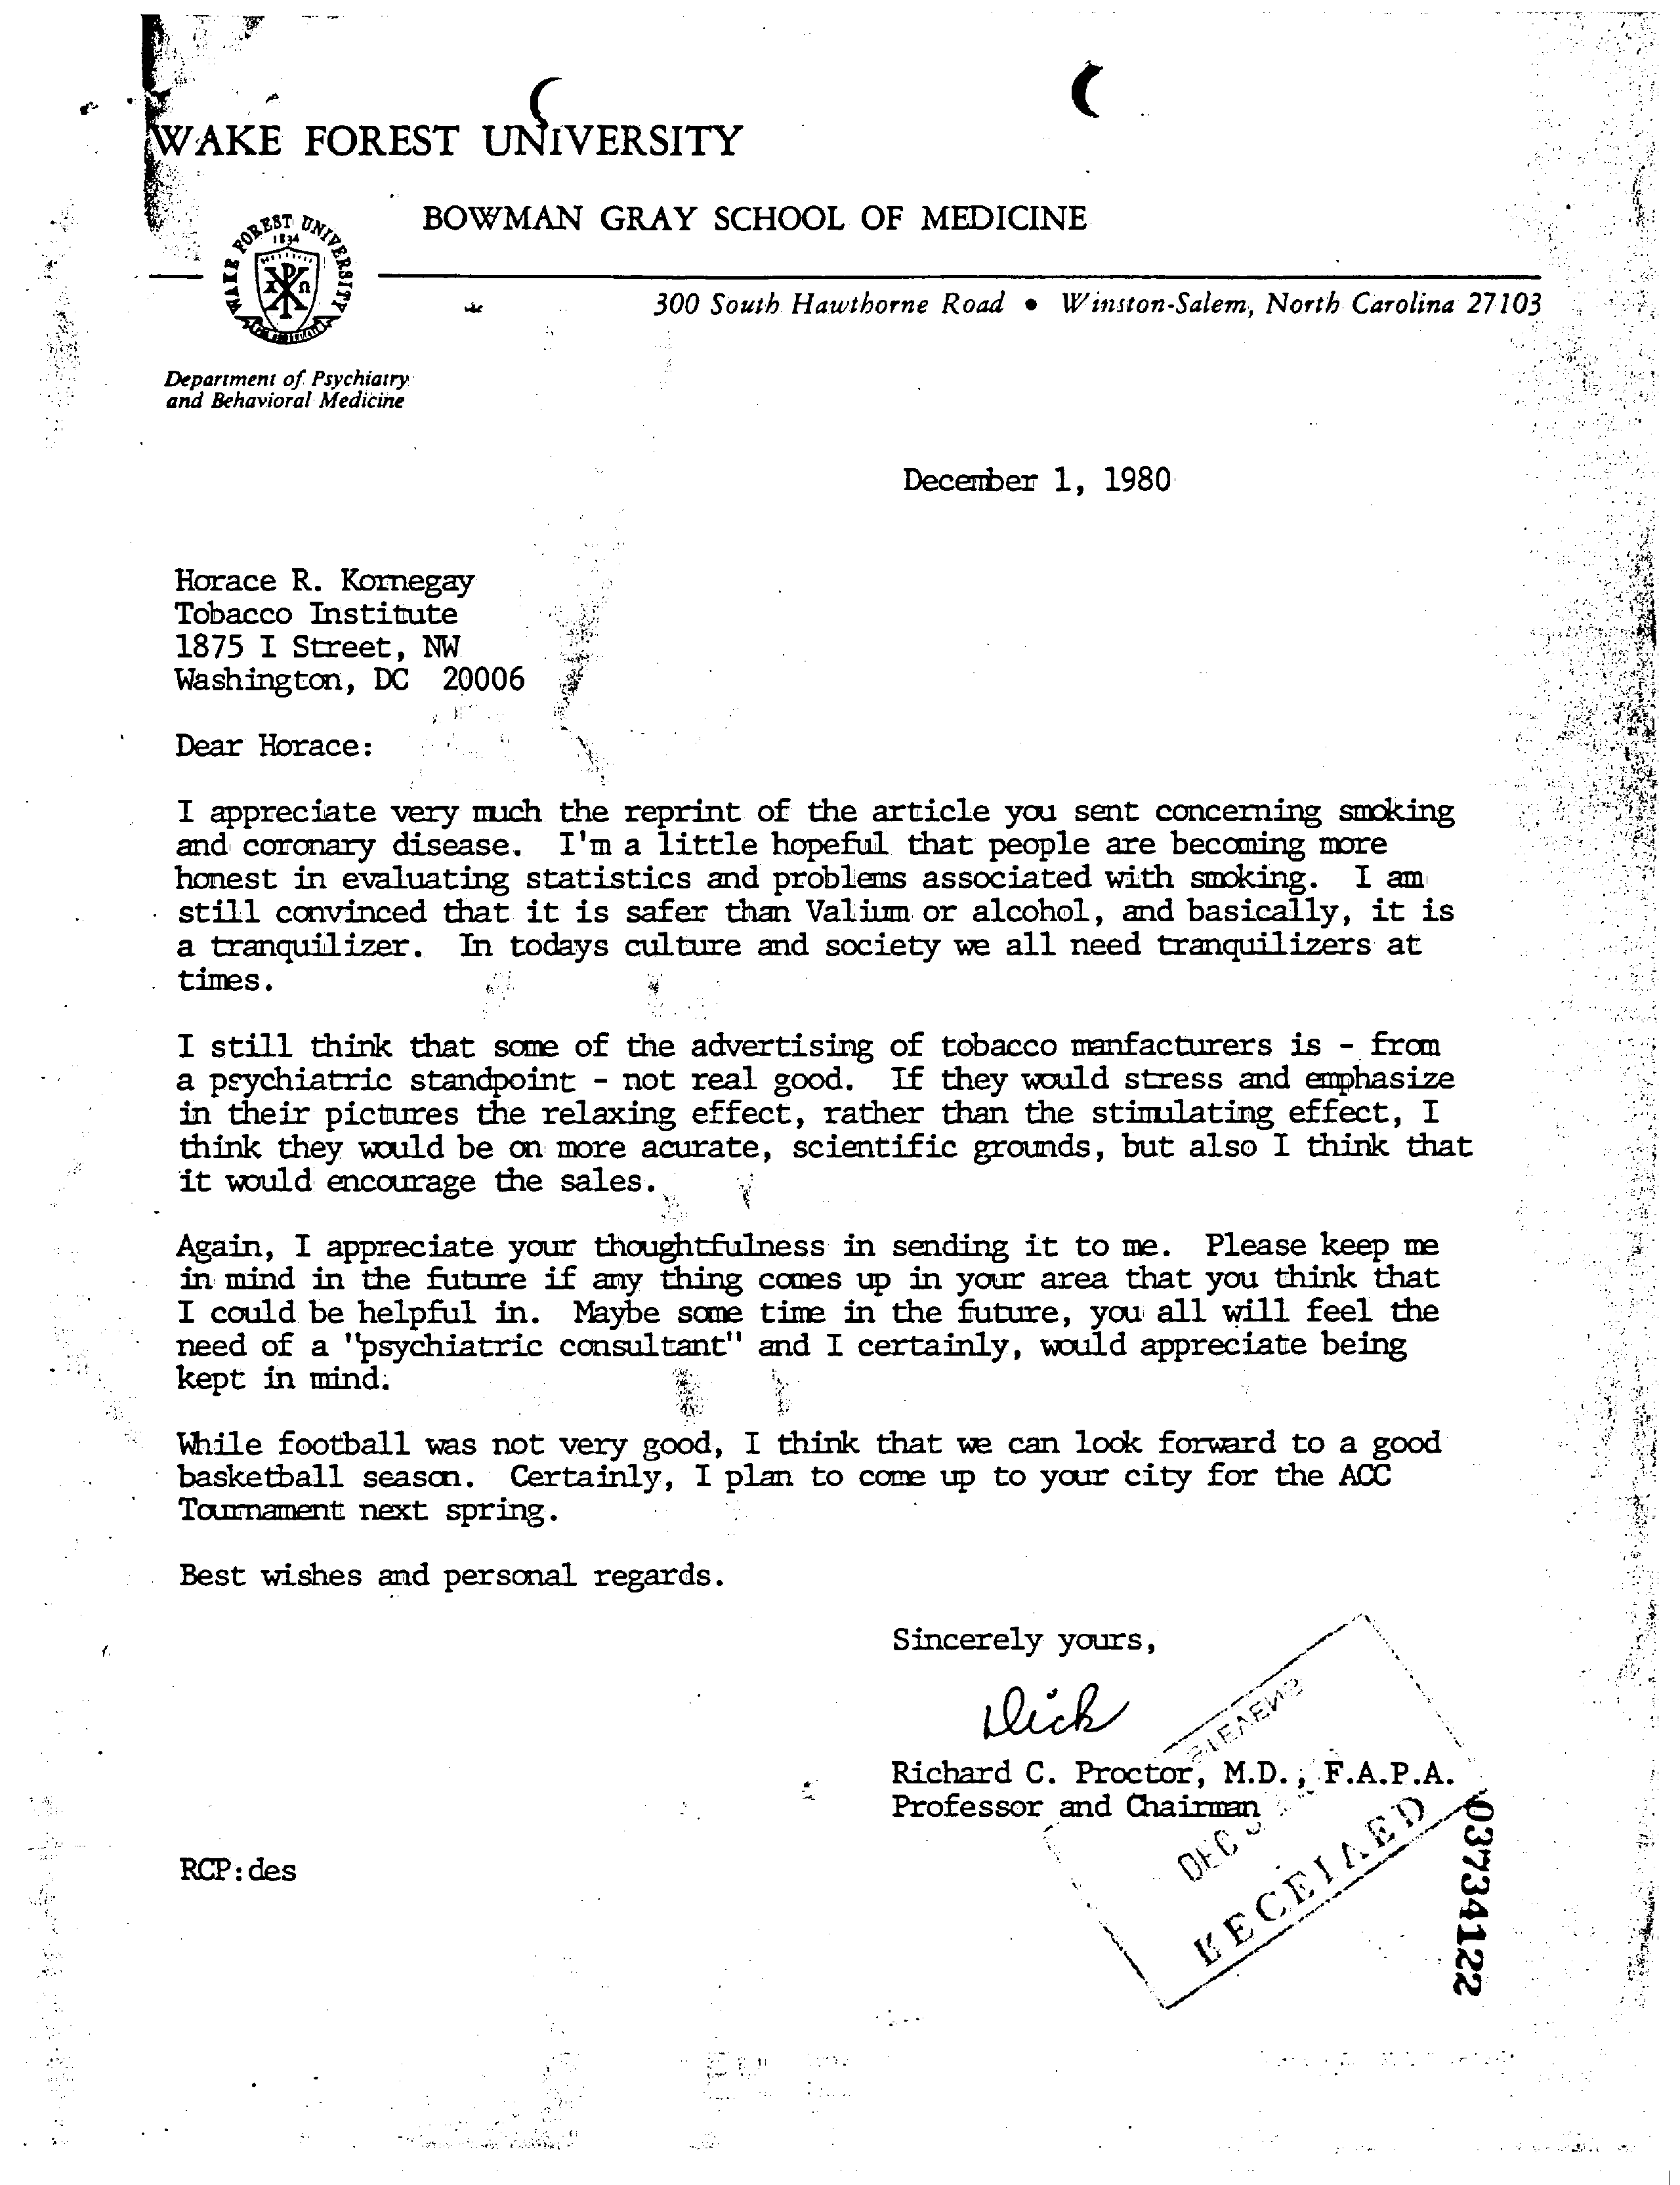 WAKE FOREST UNIVERSITY
BOWMAN GRAY SCHOOL OF MEDICINE
WAKE FOREST UNIVERSITY
1834
300 South Hawthorne Road • Winston-Salem, North Carolina 27103
Department of Psychiatry
and Behavioral Medicine
December 1, 1980
Horace R. Kornegay
Tobacco Institute
1875 I Street, NW
Washington, DC 20006
Dear Horace:
I appreciate very much the reprint of the article you sent concerning smoking
and coronary disease. I'm a little hopeful that people are becoming more
honest in evaluating statistics and problems associated with smoking. I am
still convinced that it is safer than Valium or alcohol, and basically, it is
a tranquilizer. In todays culture and society we all need tranquilizers at
times.
I still think that some of the advertising of tobacco manfacturers is - from
a psychiatric standpoint - not real good. If they would stress and emphasize
in their pictures the relaxing effect, rather than the stimulating effect, I
think they would be on more acurate, scientific grounds, but also I think that
it would encourage the sales.
Again, I appreciate your thoughtfulness in sending it to me. Please keep me
in mind in the future if any thing comes up in your area that you think that
I could be helpful in. Maybe some time in the future, you all will feel the
need of a "psychiatric consultant" and I certainly, would appreciate being
kept in mind.
While football was not very good, I think that we can look forward to a good
basketball season. Certainly, I plan to come up to your city for the ACC
Tournament next spring.
Best wishes and personal regards.
Sincerely yours,
Dick
Richard C. Proctor, M.D., F.A.P.A.
Professor and Chairman
DEC
RECEIVED
RCP:des
03734122